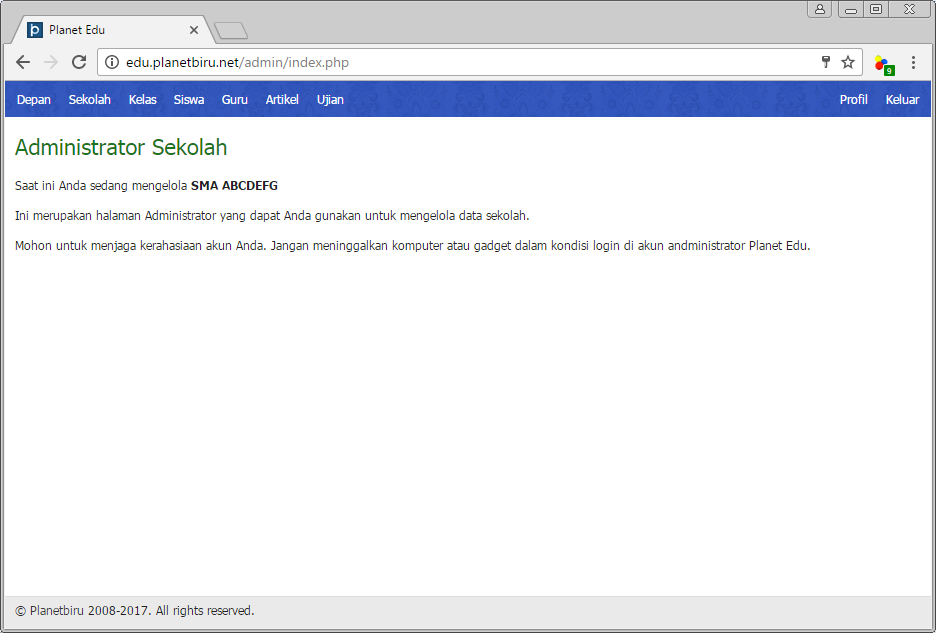 Planet Edu
edu.planetbiru.net/admin/index.php
9
Depan Sekolah Kelas Siswa Guru Artikel Ujian Profil Keluar
Administrator Sekolah
Saat ini Anda sedang mengelola SMA ABCDEFG
Ini merupakan halaman Administrator yang dapat Anda gunakan untuk mengelola data sekolah.
Mohon untuk menjaga kerahasiaan akun Anda. Jangan meninggalkan komputer atau gadget dalam kondisi login di akun andministrator Planet Edu.
© Planetbiru 2008-2017. All rights reserved.